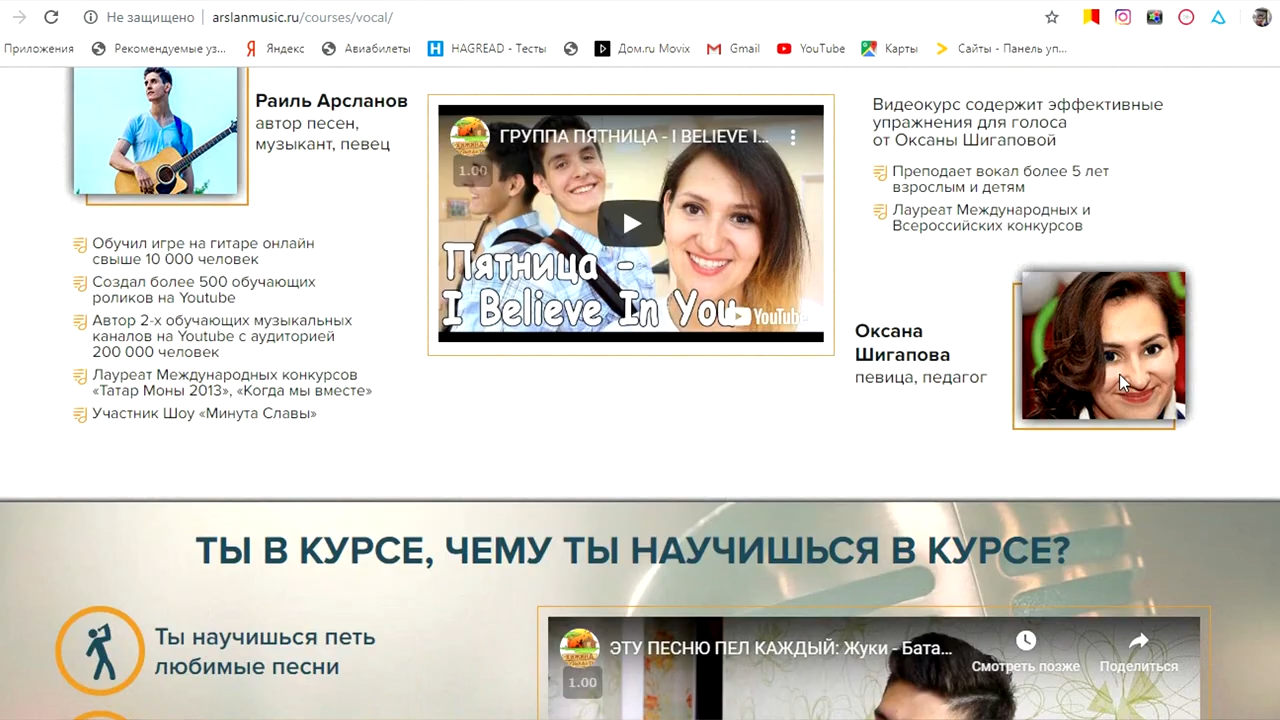 Не защищено
arslanmusic.ru/courses/vocal/
Приложения
Рекомендуемые уз...
Яндекс
Авиабилеты
HAGREAD - Тесты
Дом.ru Movix
Gmail
YouTube
Карты
Сайты - Панель уп...
Раиль Арсланов
автор песен,
музыкант, певец
Обучил игре на гитаре онлайн
свыше 10 000 человек
Создал более 500 обучающих
роликов на Youtube
Автор 2-х обучающих музыкальных
каналов на Youtube с аудиторией
200 000 человек
Лауреат Международных конкурсов
«Татар Моны 2013», «Когда мы вместе»
Участник Шоу «Минута Славы»
ГРУППА ПЯТНИЦА - I BELIEVE I...
1.00
Пятница -
I Believe In You
YouTube
Видеокурс содержит эффективные
упражнения для голоса
от Оксаны Шигаповой
Преподает вокал более 5 лет
взрослым и детям
Лауреат Международных и
Всероссийских конкурсов
Оксана
Шигапова
певица, педагог
ТЫ В КУРСЕ, ЧЕМУ ТЫ НАУЧИШЬСЯ В КУРСЕ?
Ты научишься петь
любимые песни
ЭТУ ПЕСНЮ ПЕЛ КАЖДЫЙ: Жуки - Бата...
1.00
Смотреть позже
Поделиться